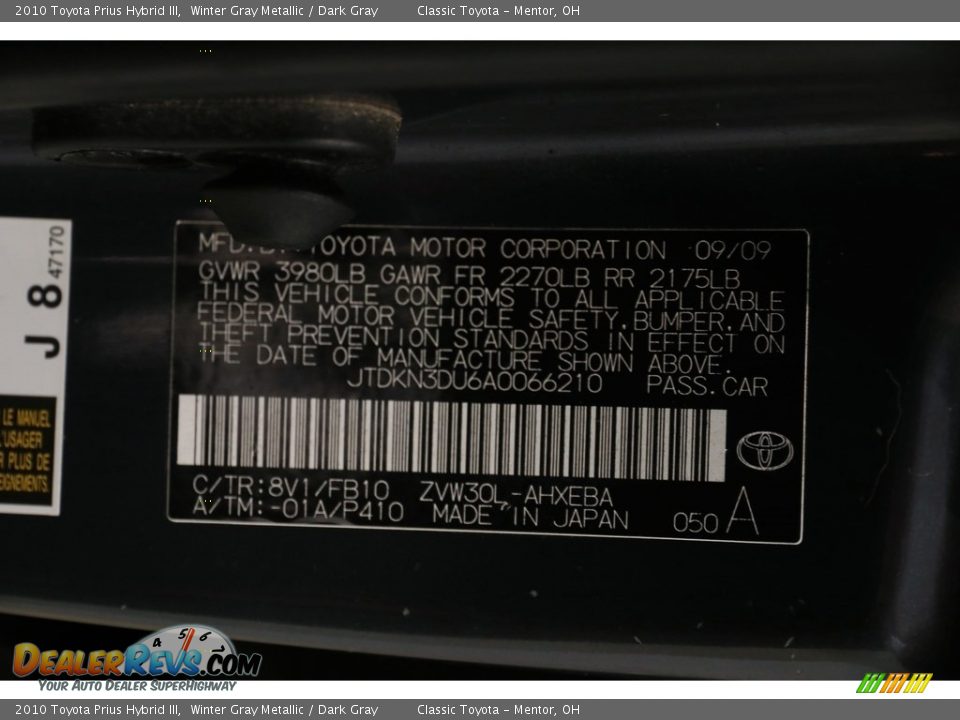 2010 Toyota Prius Hybrid III, Winter Gray Metallic / Dark Gray Classic Toyota – Mentor, OH
J 8 47170
LE MANUEL
L'USAGER
R PLUS DE
EIGNEMENTS.
MFD. BY TOYOTA MOTOR CORPORATION 09/09
GVWR 3980LB GAWR FR 2270LB RR 2175LB
THIS VEHICLE CONFORMS TO ALL APPLICABLE
FEDERAL MOTOR VEHICLE SAFETY, BUMPER, AND
THEFT PREVENTION STANDARDS IN EFFECT ON
THE DATE OF MANUFACTURE SHOWN ABOVE.
JTDKN3DU6A0066210 PASS.CAR
C/TR:8V1/FB10 ZVW30L-AHXEBA
A/TM:-01A/P410 MADE IN JAPAN 050 A
4 5 6
DEALERREVS.COM
YOUR AUTO DEALER SUPERHIGHWAY
2010 Toyota Prius Hybrid III, Winter Gray Metallic / Dark Gray Classic Toyota – Mentor, OH